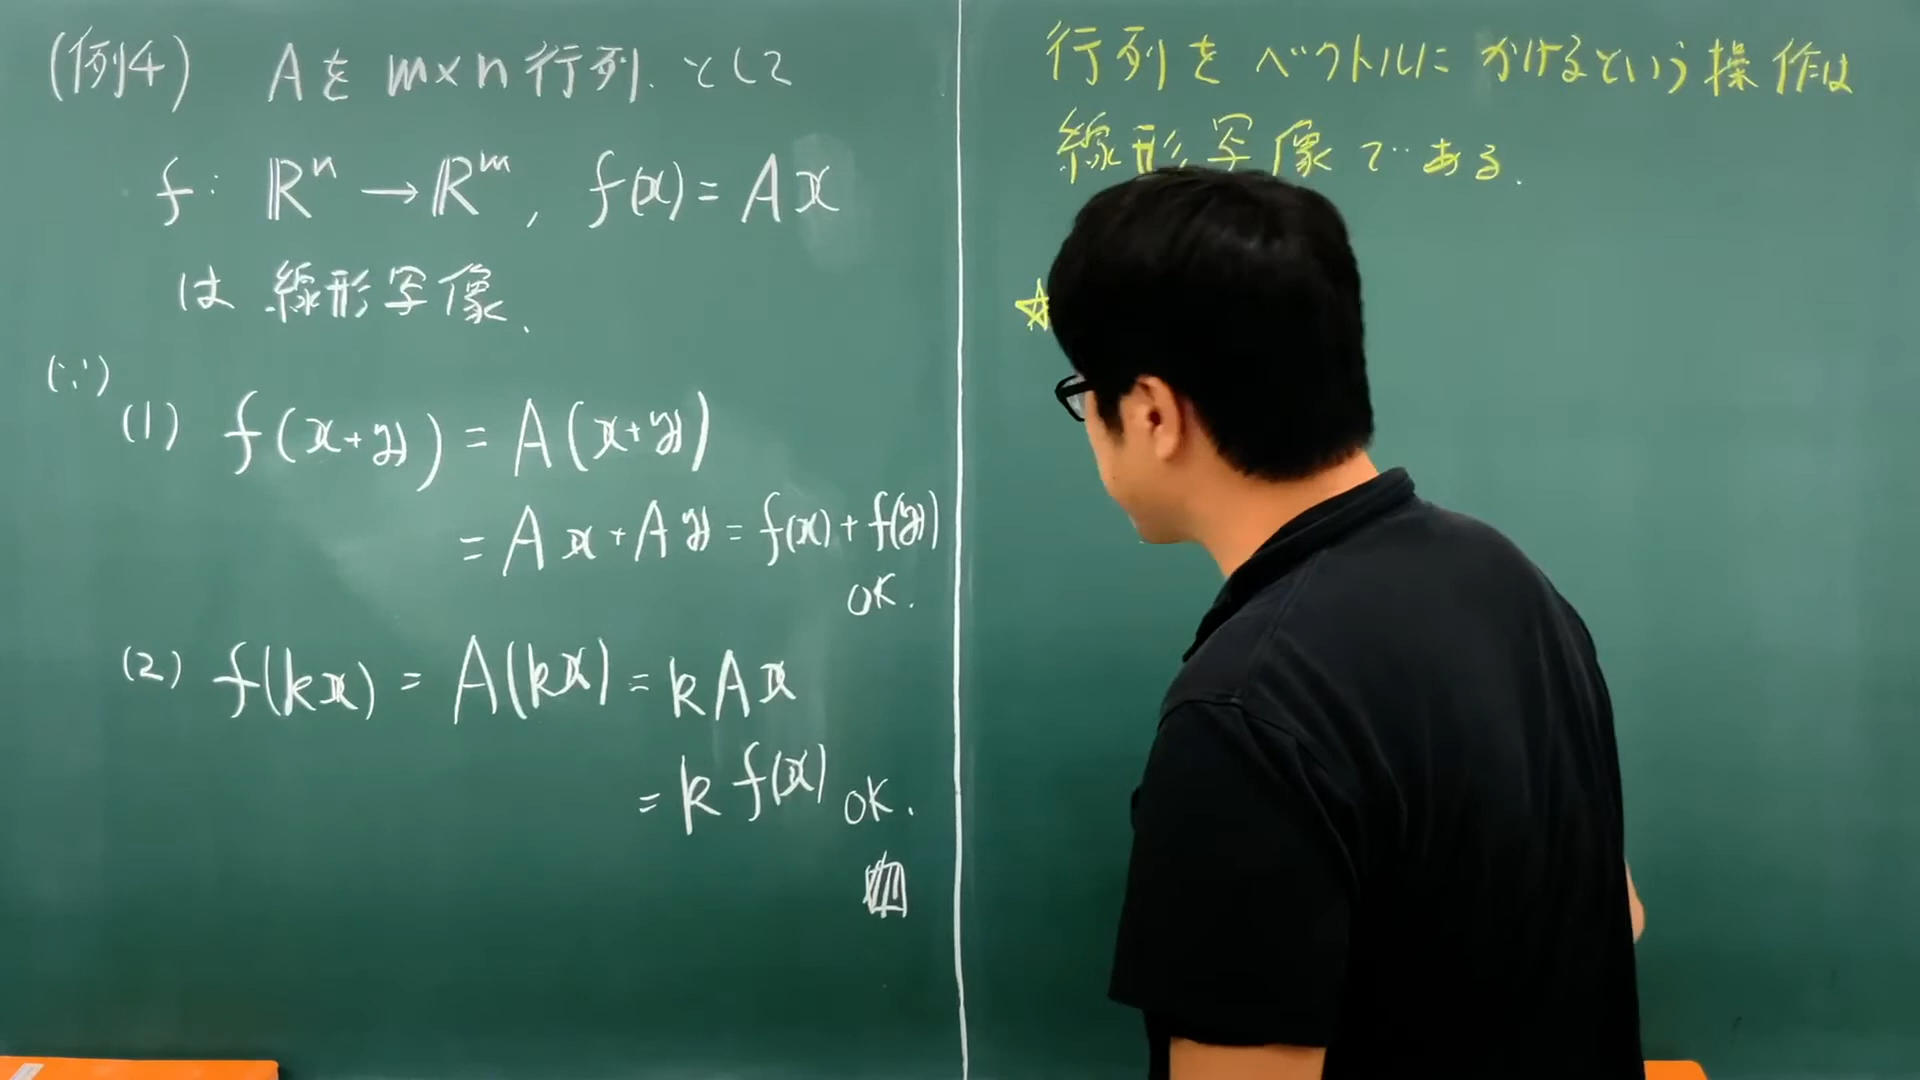 (例4) Aを m×n 行列.として
f: ℝⁿ → ℝᵐ, f(x) = Ax
は 線形写像.
(∵)
(1) f(x+y) = A(x+y)
= Ax + Ay = f(x) + f(y)
OK.
(2) f(kx) = A(kx) = kAx
= k f(x) OK.
行列を ベクトルに かけるという操作は
線形写像である.
☆